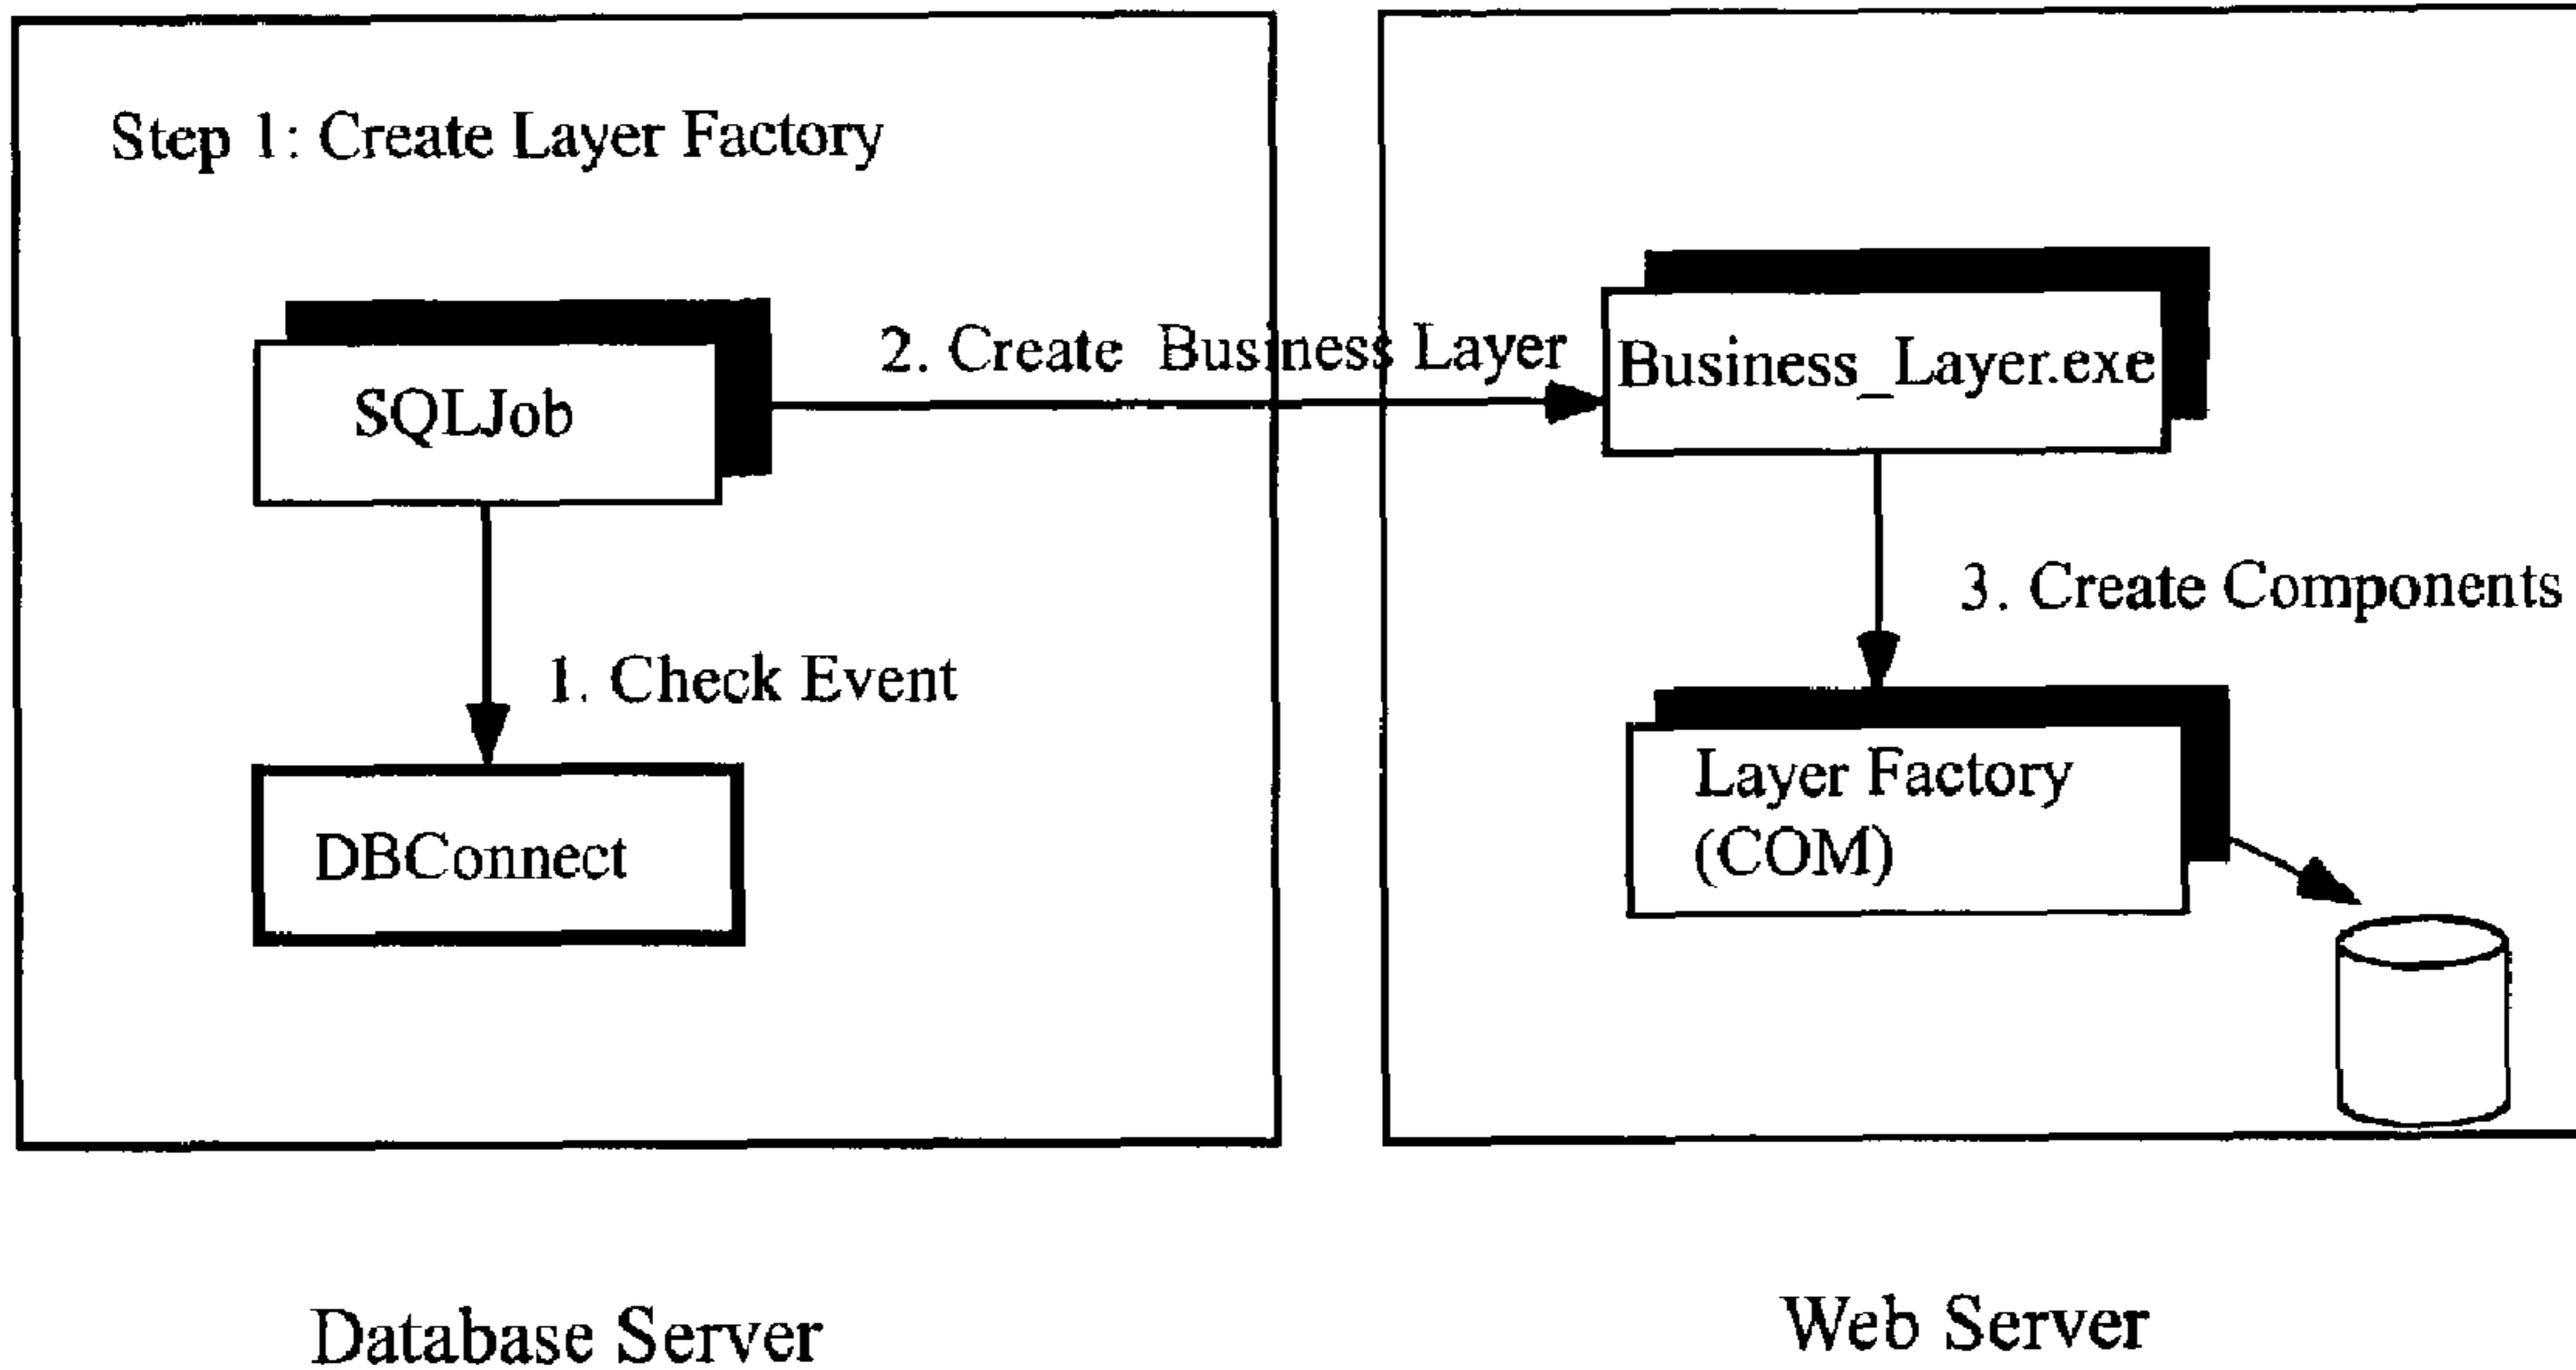 Step 1: Create Layer Factory
SQLJob
2. Create Business Layer
Business_Layer.exe
1. Check Event
3. Create Components
DBConnect
Layer Factory
(COM)
Database Server
Web Server